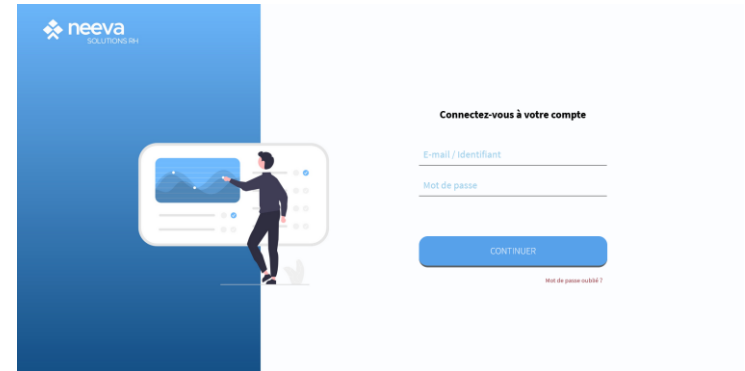 neeva
SOLUTIONS RH
Connectez-vous à votre compte
E-mail / Identifiant
Mot de passe
CONTINUER
Mot de passe oublié ?